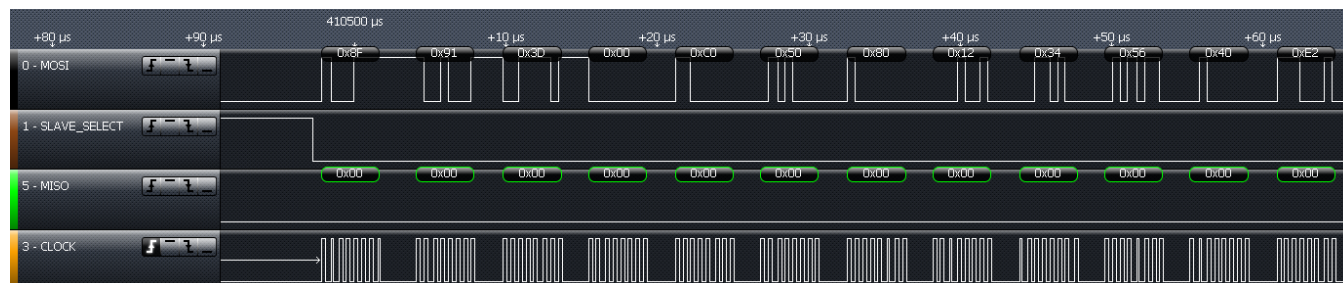 410500 µs
+80 µs +90 µs +10 µs +20 µs +30 µs +40 µs +50 µs +60 µs
0 - MOSI 0x8F 0x91 0x3D 0x00 0xC0 0x50 0x80 0x12 0x34 0x56 0x40 0xE2
1 - SLAVE_SELECT
5 - MISO 0x00 0x00 0x00 0x00 0x00 0x00 0x00 0x00 0x00 0x00 0x00 0x00
3 - CLOCK